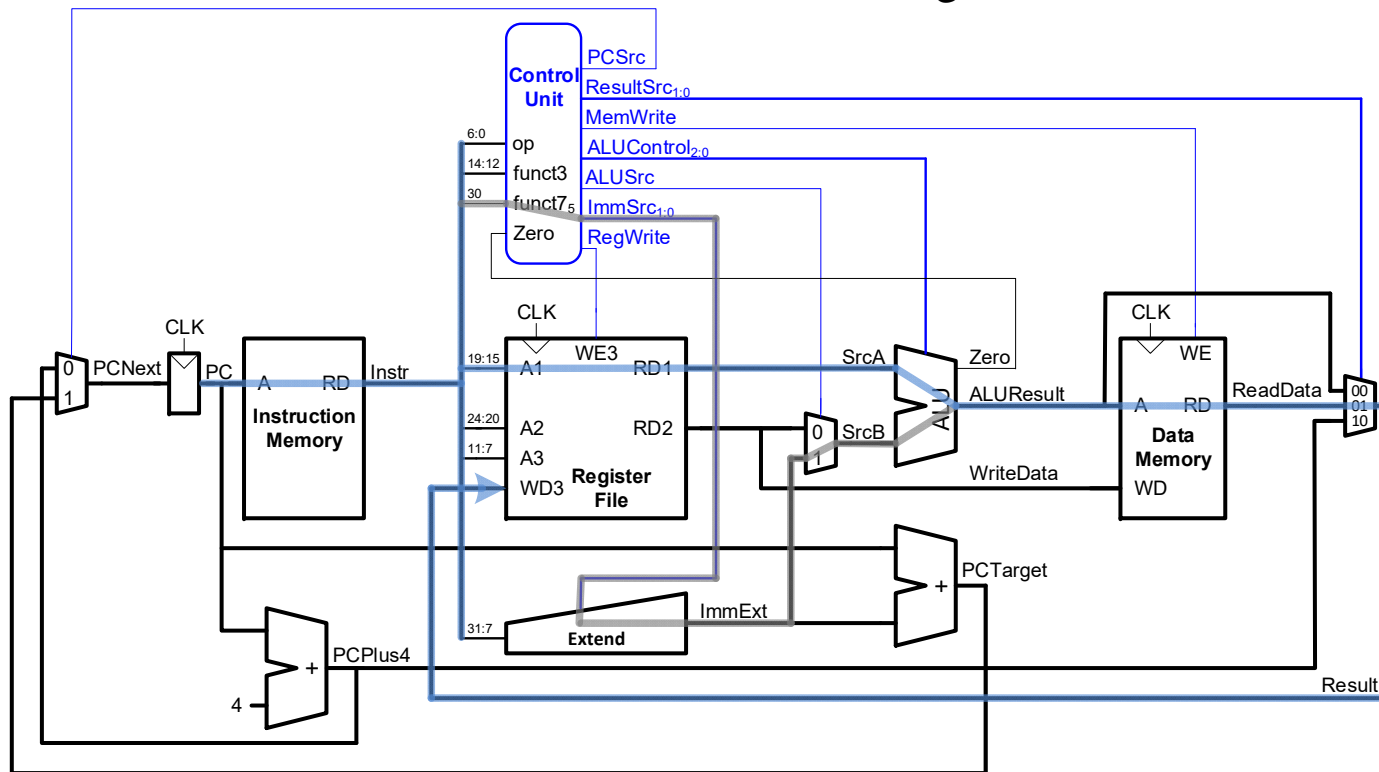 g
PCSrc
Control
Unit
ResultSrc1:0
MemWrite
6:0
op
ALUControl2:0
14:12
funct3
ALUSrc
30
funct75
ImmSrc1:0
Zero
RegWrite
CLK
CLK
CLK
0
1
PCNext
PC
A
RD
Instr
Instruction
Memory
19:15
A1
WE3
RD1
SrcA
Zero
WE
24:20
A2
RD2
0
1
SrcB
ALU
ALUResult
A
RD
ReadData
00
01
10
11:7
A3
Data
Memory
WD3
Register
File
WriteData
WD
PCTarget
+
ImmExt
31:7
Extend
PCPlus4
+
4
Result